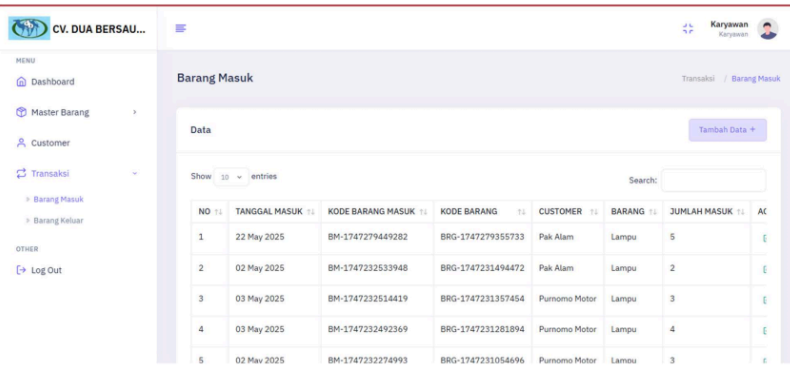 CV. DUA BERSAU...
Karyawan
Karyawan
MENU
Dashboard
Master Barang
Customer
Transaksi
Barang Masuk
Barang Keluar
OTHER
Log Out
Barang Masuk
Transaksi / Barang Masuk
Data
Tambah Data +
Show 10 entries
Search:
NO TANGGAL MASUK KODE BARANG MASUK KODE BARANG CUSTOMER BARANG JUMLAH MASUK AC
1 22 May 2025 BM-1747279449282 BRG-1747279355733 Pak Alam Lampu 5
2 02 May 2025 BM-1747232533948 BRG-1747231494472 Pak Alam Lampu 2
3 03 May 2025 BM-1747232514419 BRG-1747231357454 Purnomo Motor Lampu 3
4 03 May 2025 BM-1747232492369 BRG-1747231281894 Purnomo Motor Lampu 4
5 02 May 2025 BM-1747232274993 BRG-1747231054696 Purnomo Motor Lampu 3